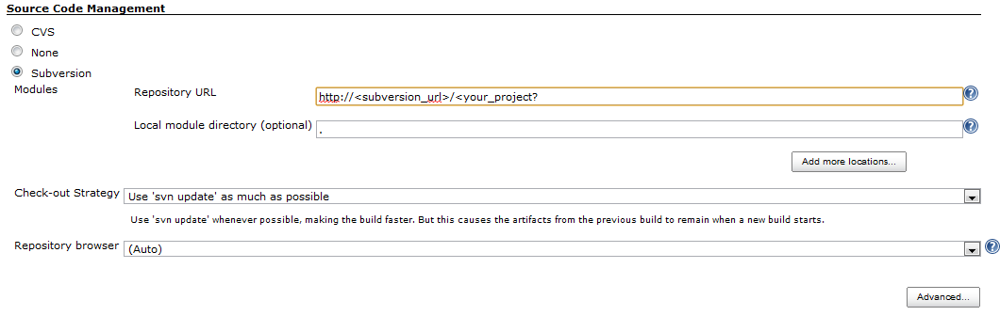 Source Code Management
CVS
None
Subversion
Modules Repository URL http://<subversion_url>/<your_project?
Local module directory (optional) .
Add more locations...
Check-out Strategy Use 'svn update' as much as possible
Use 'svn update' whenever possible, making the build faster. But this causes the artifacts from the previous build to remain when a new build starts.
Repository browser (Auto)
Advanced...